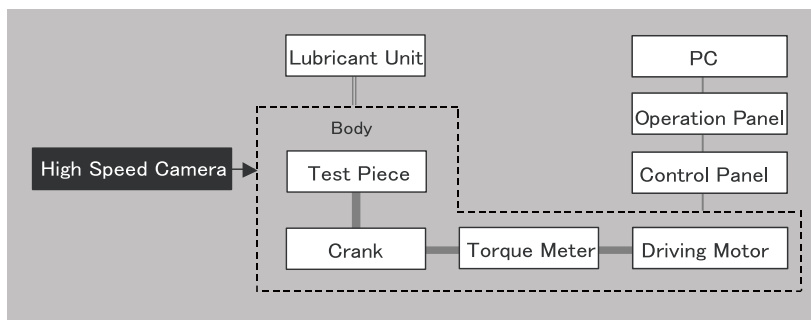 Lubricant Unit
PC
Operation Panel
Body
High Speed Camera
Test Piece
Control Panel
Crank
Torque Meter
Driving Motor